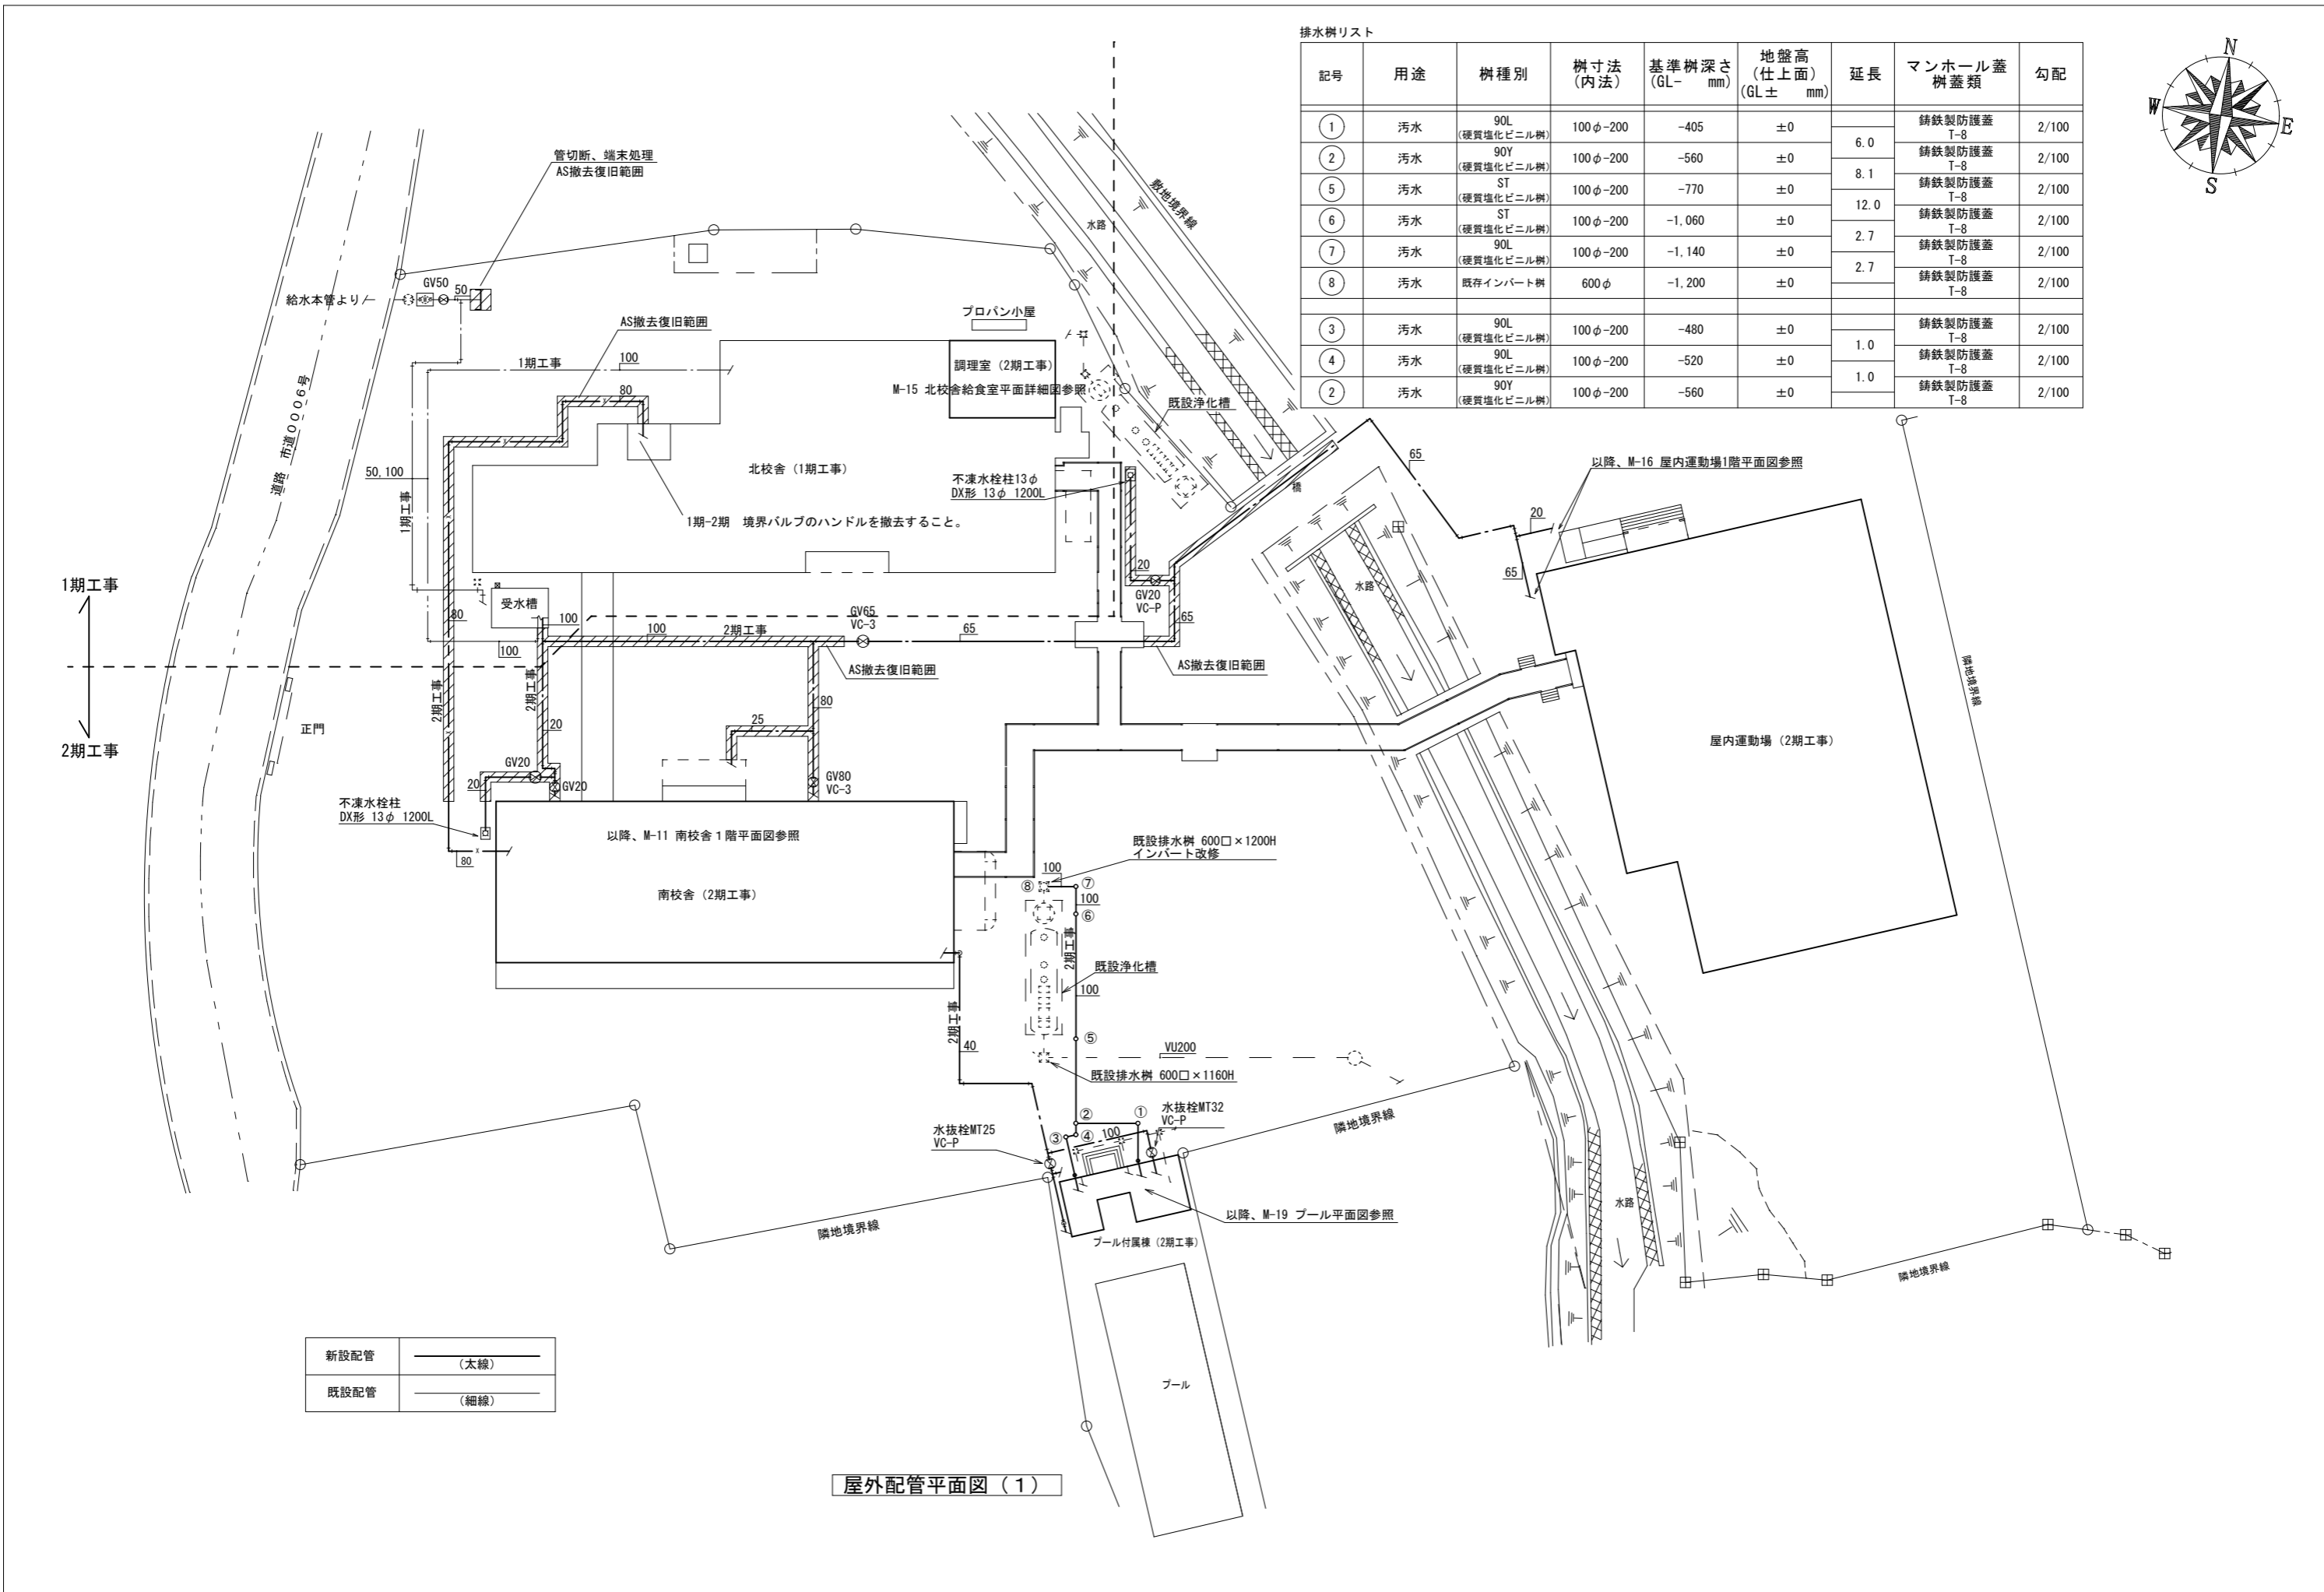 排水桝リスト
記号 用途 桝種別 桝寸法(内法) 基準桝深さ(GL- mm) 地盤高(仕上面)(GL± mm) 延長 マンホール蓋桝蓋類 勾配
① 汚水 90L(硬質塩化ビニル桝) 100φ-200 -405 ±0 鋳鉄製防護蓋T-8 2/100
6.0
② 汚水 90Y(硬質塩化ビニル桝) 100φ-200 -560 ±0 鋳鉄製防護蓋T-8 2/100
8.1
⑤ 汚水 ST(硬質塩化ビニル桝) 100φ-200 -770 ±0 鋳鉄製防護蓋T-8 2/100
12.0
⑥ 汚水 ST(硬質塩化ビニル桝) 100φ-200 -1,060 ±0 鋳鉄製防護蓋T-8 2/100
2.7
⑦ 汚水 90L(硬質塩化ビニル桝) 100φ-200 -1,140 ±0 鋳鉄製防護蓋T-8 2/100
2.7
⑧ 汚水 既存インバート桝 600φ -1,200 ±0 鋳鉄製防護蓋T-8 2/100
③ 汚水 90L(硬質塩化ビニル桝) 100φ-200 -480 ±0 鋳鉄製防護蓋T-8 2/100
1.0
④ 汚水 90L(硬質塩化ビニル桝) 100φ-200 -520 ±0 鋳鉄製防護蓋T-8 2/100
1.0
② 汚水 90Y(硬質塩化ビニル桝) 100φ-200 -560 ±0 鋳鉄製防護蓋T-8 2/100
N
W
E
S
管切断、端末処理
AS撤去復旧範囲
敷地境界線
水路
GV50
50
給水本管より
AS撤去復旧範囲
プロパン小屋
1期工事
100
80
調理室（2期工事）
M-15 北校舎給食室平面詳細図参照
既設浄化槽
道路 市道0006号
50,100
1期工事
北校舎（1期工事）
不凍水栓柱13φ
DX形 13φ 1200L
1期-2期 境界バルブのハンドルを撤去すること。
橋
65
以降、M-16 屋内運動場1階平面図参照
20
65
水路
1期工事
2期工事
受水槽
80
100
100
100
2期工事
GV65
VC-3
65
20
GV20
VC-P
65
AS撤去復旧範囲
AS撤去復旧範囲
隣地境界線
2期工事
2期工事
20
25
80
正門
屋内運動場（2期工事）
GV20
20
GV20
GV80
VC-3
不凍水栓柱
DX形 13φ 1200L
80
以降、M-11 南校舎１階平面図参照
南校舎（2期工事）
既設排水桝 600□×1200H
インバート改修
100
⑧
⑦
100
⑥
2期工事
既設浄化槽
100
⑤
2期工事
40
VU200
既設排水桝 600□×1160H
②
①
水抜栓MT32
VC-P
③
④
100
水抜栓MT25
VC-P
隣地境界線
以降、M-19 プール平面図参照
プール付属棟（2期工事）
隣地境界線
水路
隣地境界線
新設配管 (太線)
既設配管 (細線)
プール
屋外配管平面図（１）